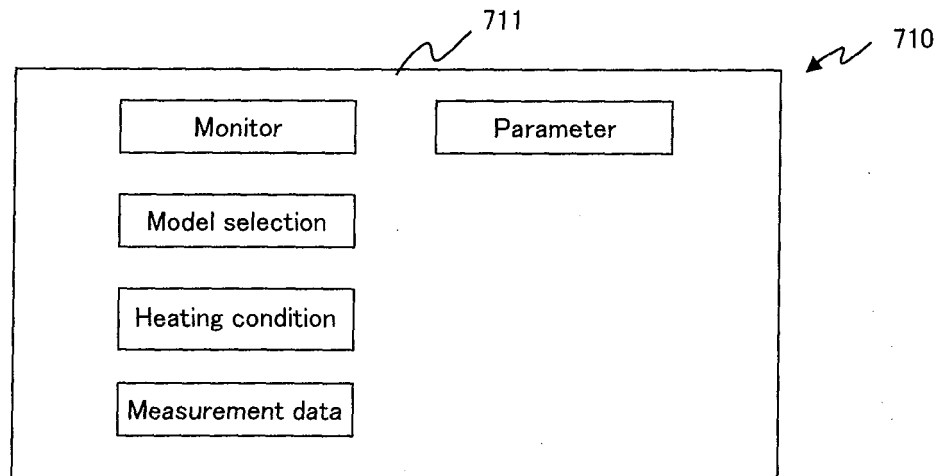 711
710
Monitor
Parameter
Model selection
Heating condition
Measurement data